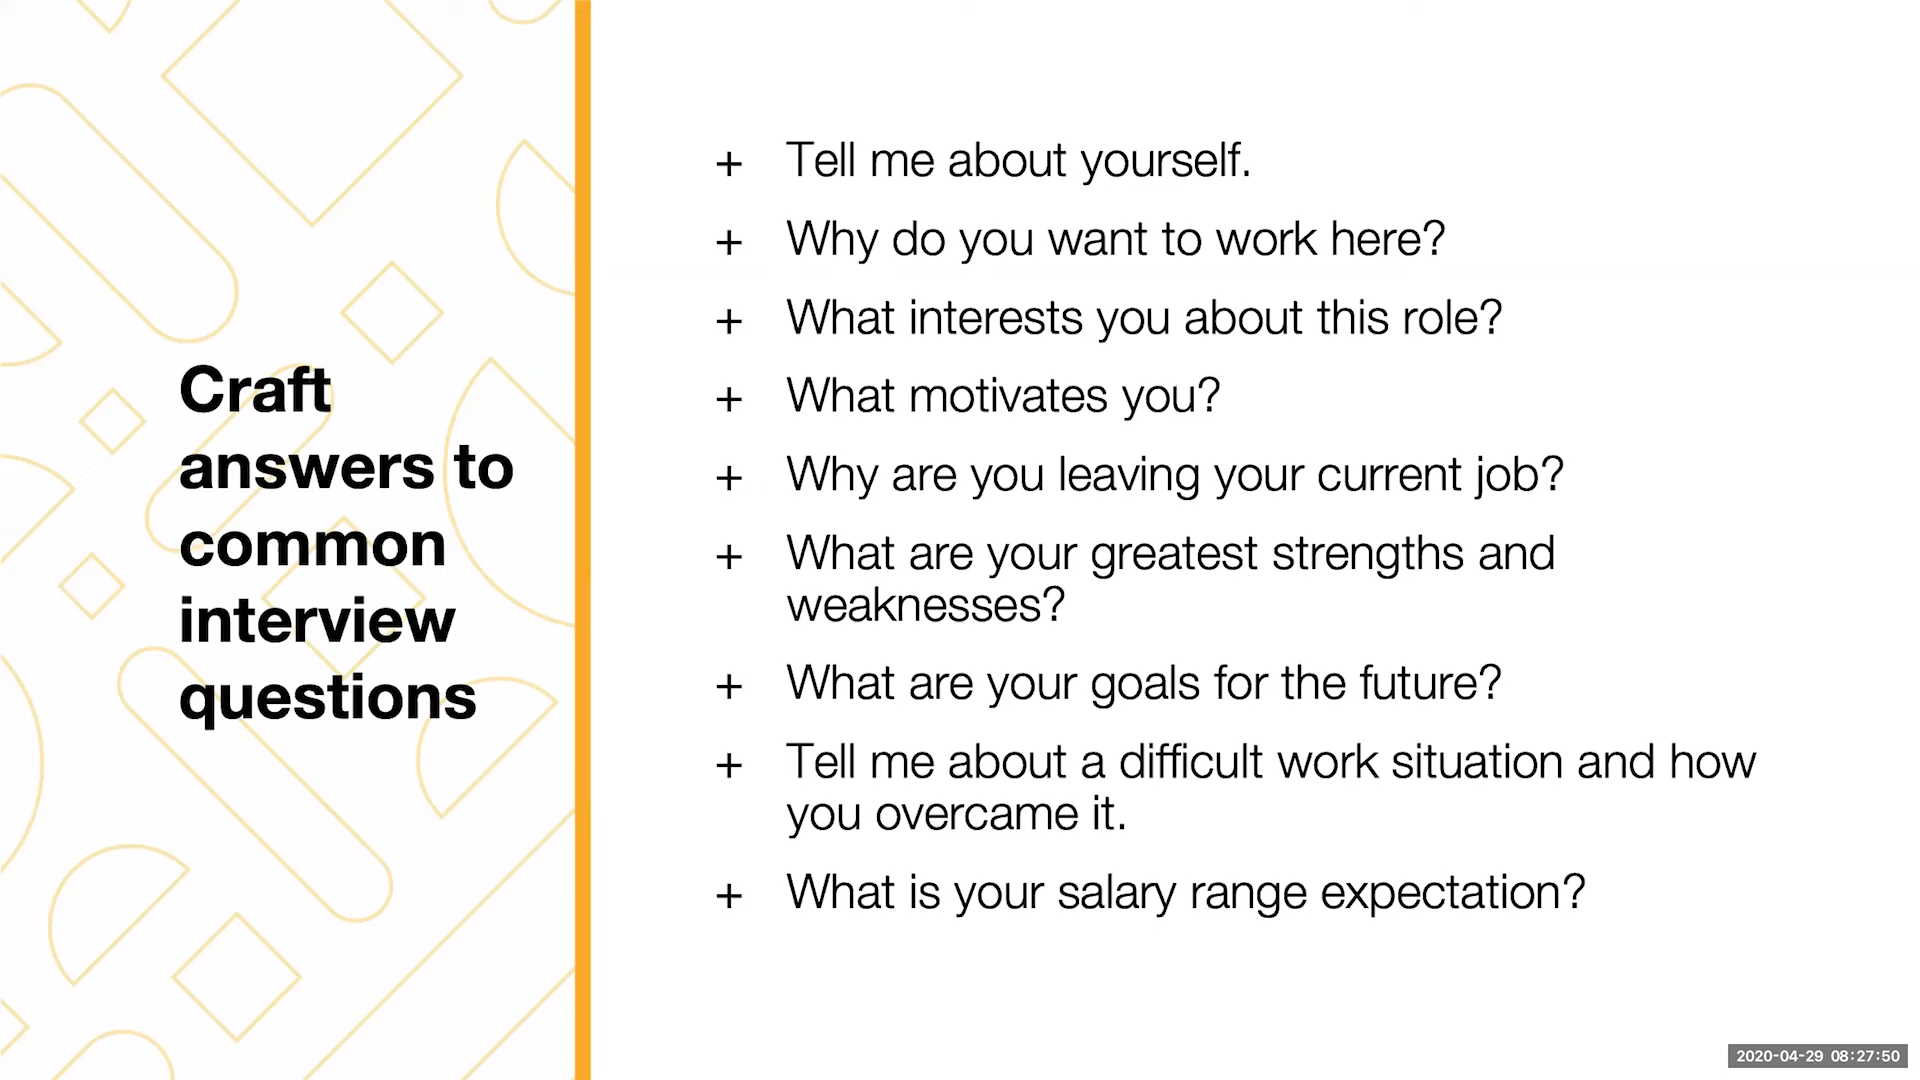 Craft
answers to
common
interview
questions
+ Tell me about yourself.
+ Why do you want to work here?
+ What interests you about this role?
+ What motivates you?
+ Why are you leaving your current job?
+ What are your greatest strengths and
weaknesses?
+ What are your goals for the future?
+ Tell me about a difficult work situation and how
you overcame it.
+ What is your salary range expectation?
2020-04-29 08:27:50